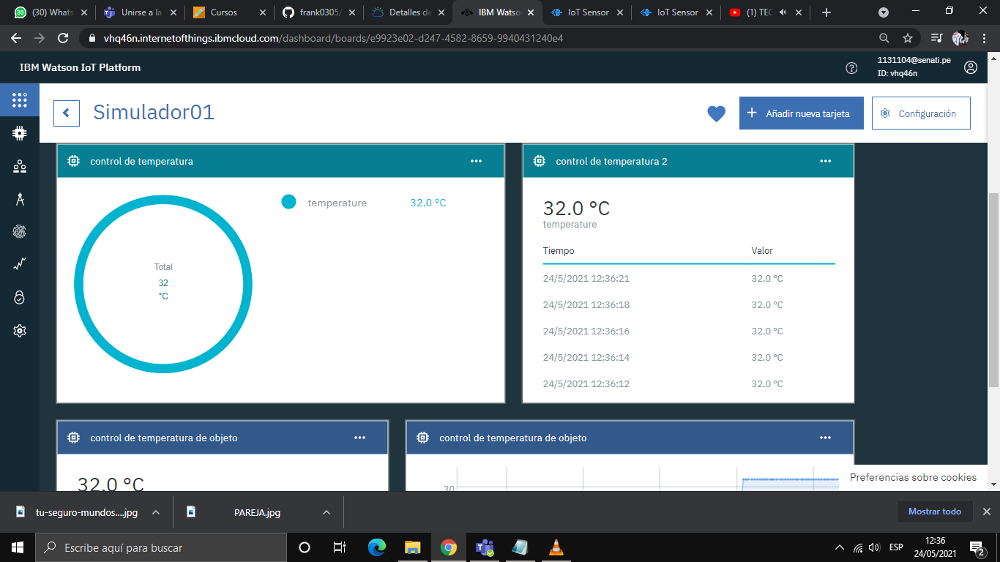 (30) Whats
Unirse a la
Cursos
frank0305/
Detalles de
IBM Watso
IoT Sensor
IoT Sensor
(1) TEC
vhq46n.internetofthings.ibmcloud.com/dashboard/boards/e9923e02-d247-4582-8659-9940431240e4
IBM Watson IoT Platform
1131104@senati.pe
ID: vhq46n
Simulador01
Añadir nueva tarjeta
Configuración
control de temperatura
temperature 32.0 °C
Total
32
°C
control de temperatura 2
32.0 °C
temperature
Tiempo Valor
24/5/2021 12:36:21 32.0 °C
24/5/2021 12:36:18 32.0 °C
24/5/2021 12:36:16 32.0 °C
24/5/2021 12:36:14 32.0 °C
24/5/2021 12:36:12 32.0 °C
control de temperatura de objeto
32.0 °C
control de temperatura de objeto
30
Preferencias sobre cookies
tu-seguro-mundos....jpg
PAREJA.jpg
Mostrar todo
Escribe aquí para buscar
ESP
12:36
24/05/2021
2